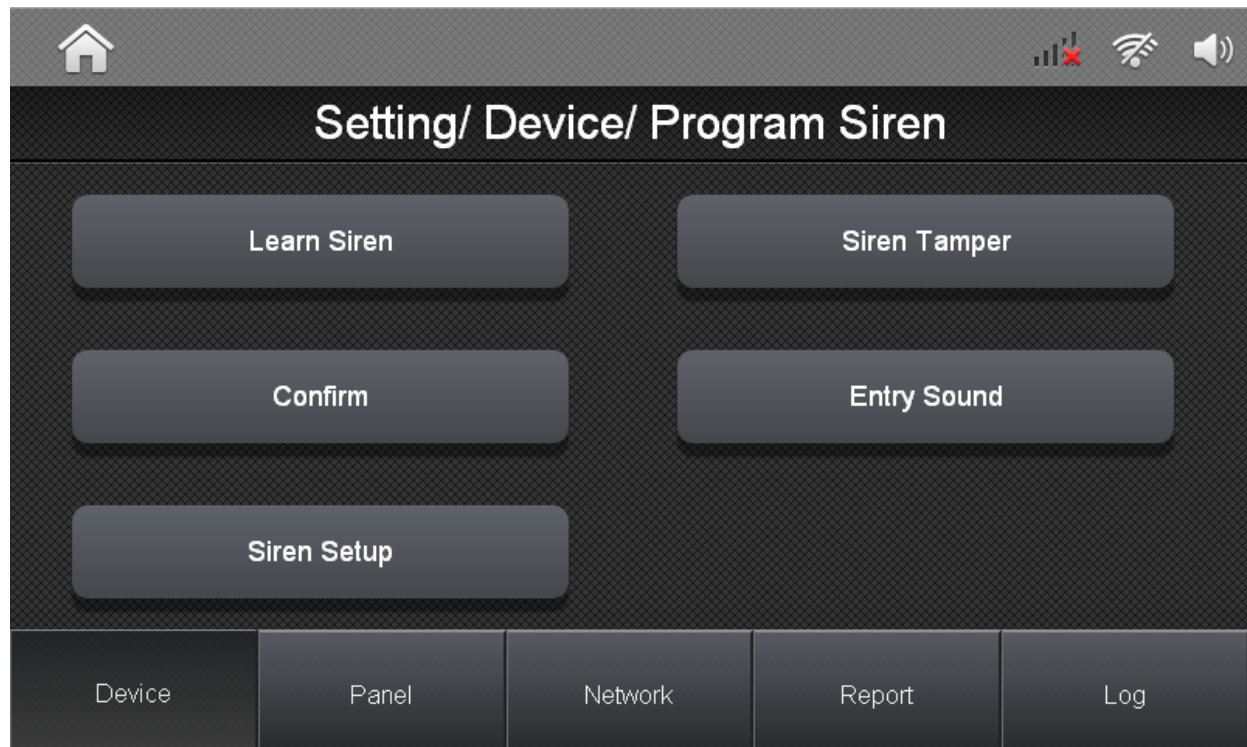 Setting/ Device/ Program Siren
Learn Siren
Siren Tamper
Confirm
Entry Sound
Siren Setup
Device
Panel
Network
Report
Log